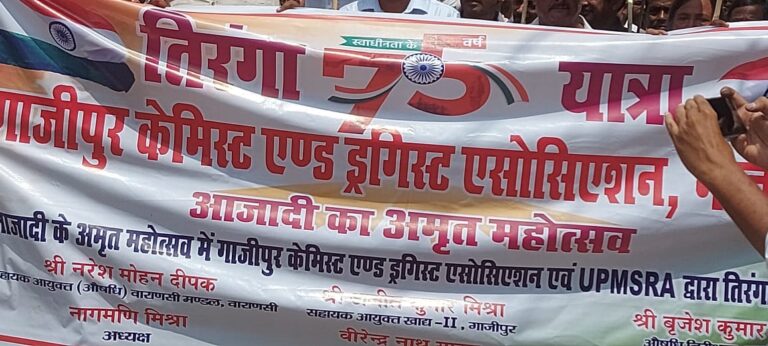 स्वाधीनता के वर्ष
तिरंगा 75 यात्रा
गाजीपुर केमिस्ट एण्ड ड्रगिस्ट एसोसिएशन,
आजादी का अमृत महोत्सव
आजादी के अमृत महोत्सव में गाजीपुर केमिस्ट एण्ड ड्रगिस्ट एसोसिएशन एवं UPMSRA द्वारा तिरंगा
श्री नरेश मोहन दीपक
सहायक आयुक्त (औषधि) वाराणसी मण्डल, वाराणसी
नागमणि मिश्रा
अध्यक्ष
श्री कुमार मिश्रा
सहायक आयुक्त खाद्य -II, गाजीपुर
वीरेन्द्र नाथ
श्री बृजेश कुमार
औषधि